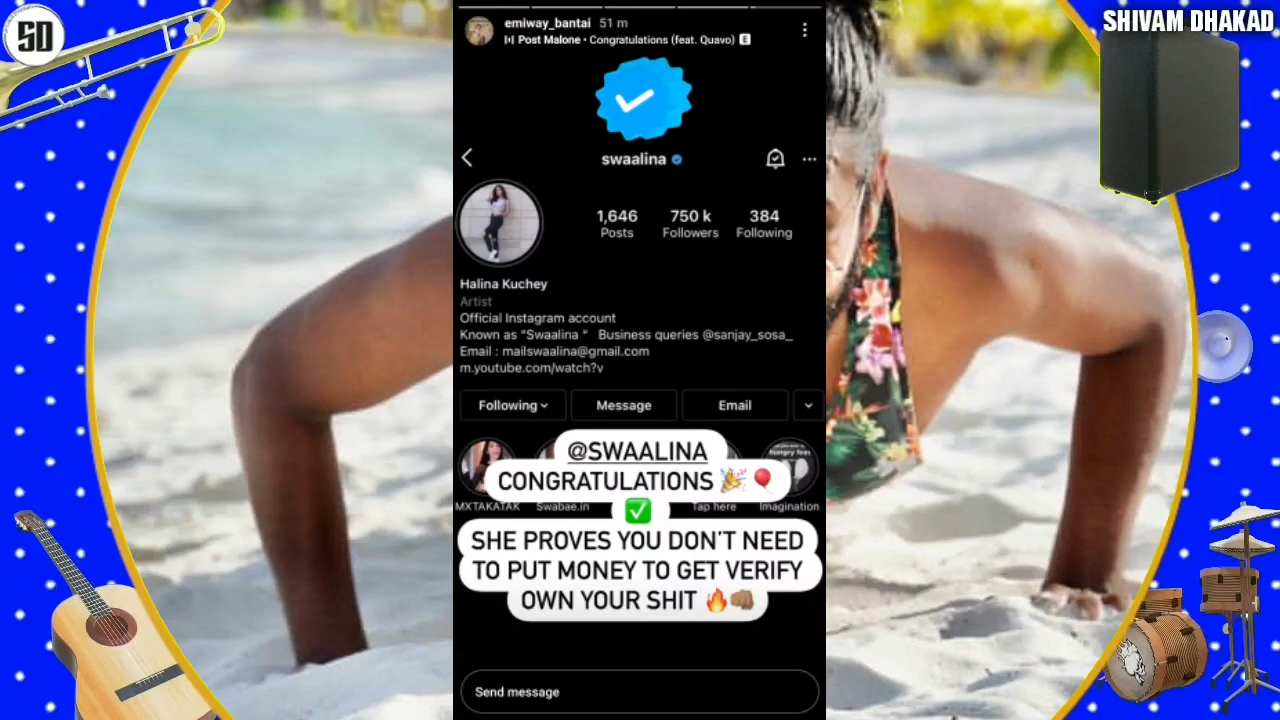 SD
SHIVAM DHAKAD
emiway_bantai 51 m
Post Malone • Congratulations (feat. Quavo) E
swaalina
1,646 750 k 384
Posts Followers Following
Halina Kuchey
Artist
Official Instagram account
Known as "Swaalina " Business queries @sanjay_sosa_
Email : mailswaalina@gmail.com
m.youtube.com/watch?v
Following Message Email
hungry for
@SWAALINA
CONGRATULATIONS 🎉🎈
MXTAKATAK Swabae.in Tap here Imagination
✅
SHE PROVES YOU DON'T NEED
TO PUT MONEY TO GET VERIFY
OWN YOUR SHIT 🔥👊🏽
Send message